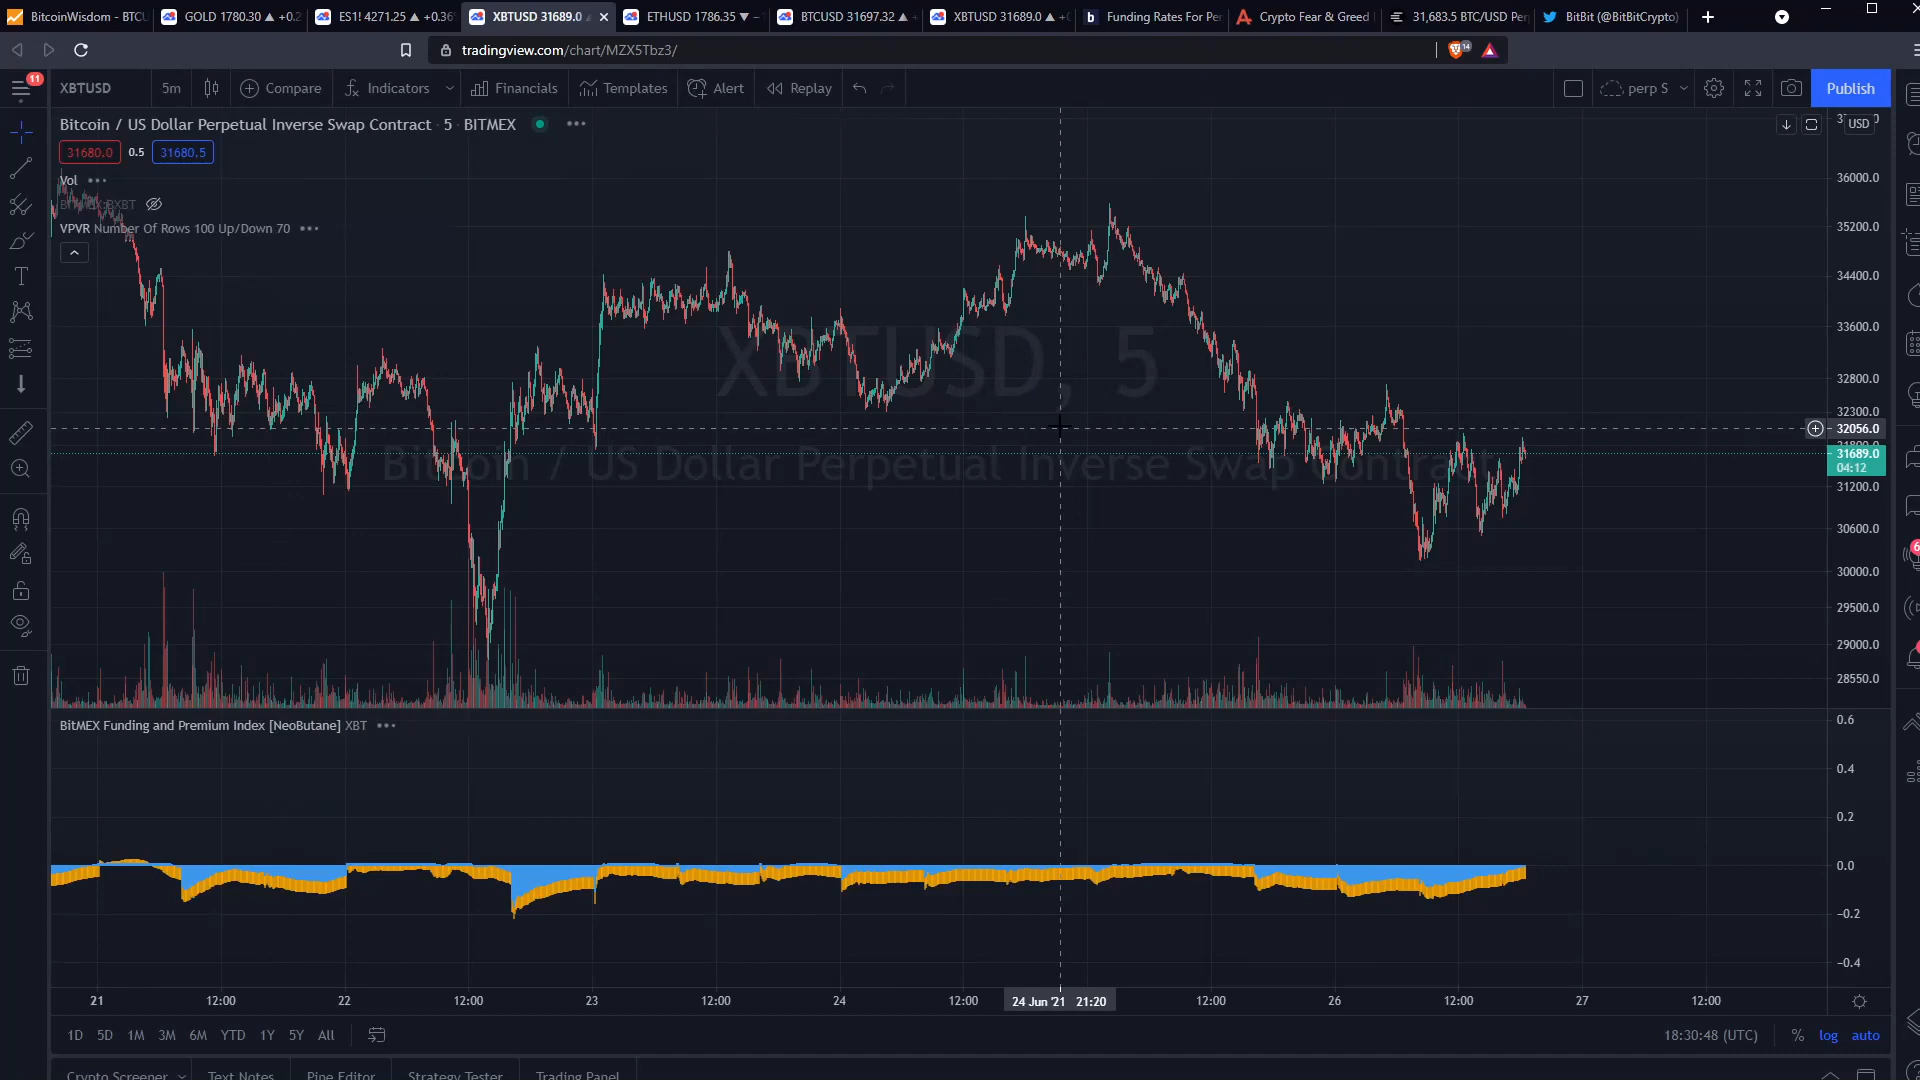 BitcoinWisdom - BTCU
GOLD 1780.30 ▲ +0.2
ES1! 4271.25 ▲ +0.36
XBTUSD 31689.0
ETHUSD 1786.35 ▼ −
BTCUSD 31697.32 ▲ +
XBTUSD 31689.0 ▲ +0
Funding Rates For Per
Crypto Fear & Greed
31,683.5 BTC/USD Per
BitBit (@BitBitCrypto)
tradingview.com/chart/MZX5Tbz3/
14
11
XBTUSD
5m
Compare
Indicators
Financials
Templates
Alert
Replay
perp S
Publish
Bitcoin / US Dollar Perpetual Inverse Swap Contract · 5 · BITMEX
31680.0
0.5
31680.5
Vol
BITMEX:BXBT
VPVR Number Of Rows 100 Up/Down 70
XBTUSD, 5
Bitcoin / US Dollar Perpetual Inverse Swap Contract
USD
36000.0
35200.0
34400.0
33600.0
32800.0
32300.0
32056.0
31800.0
31689.0
04:12
31200.0
30600.0
30000.0
29500.0
29000.0
28550.0
BitMEX Funding and Premium Index [NeoButane] XBT
0.6
0.4
0.2
0.0
−0.2
−0.4
21
12:00
22
12:00
23
12:00
24
12:00
24 Jun '21 21:20
12:00
26
12:00
27
12:00
1D
5D
1M
3M
6M
YTD
1Y
5Y
All
18:30:48 (UTC)
%
log
auto
Crypto Screener
Text Notes
Pine Editor
Strategy Tester
Trading Panel